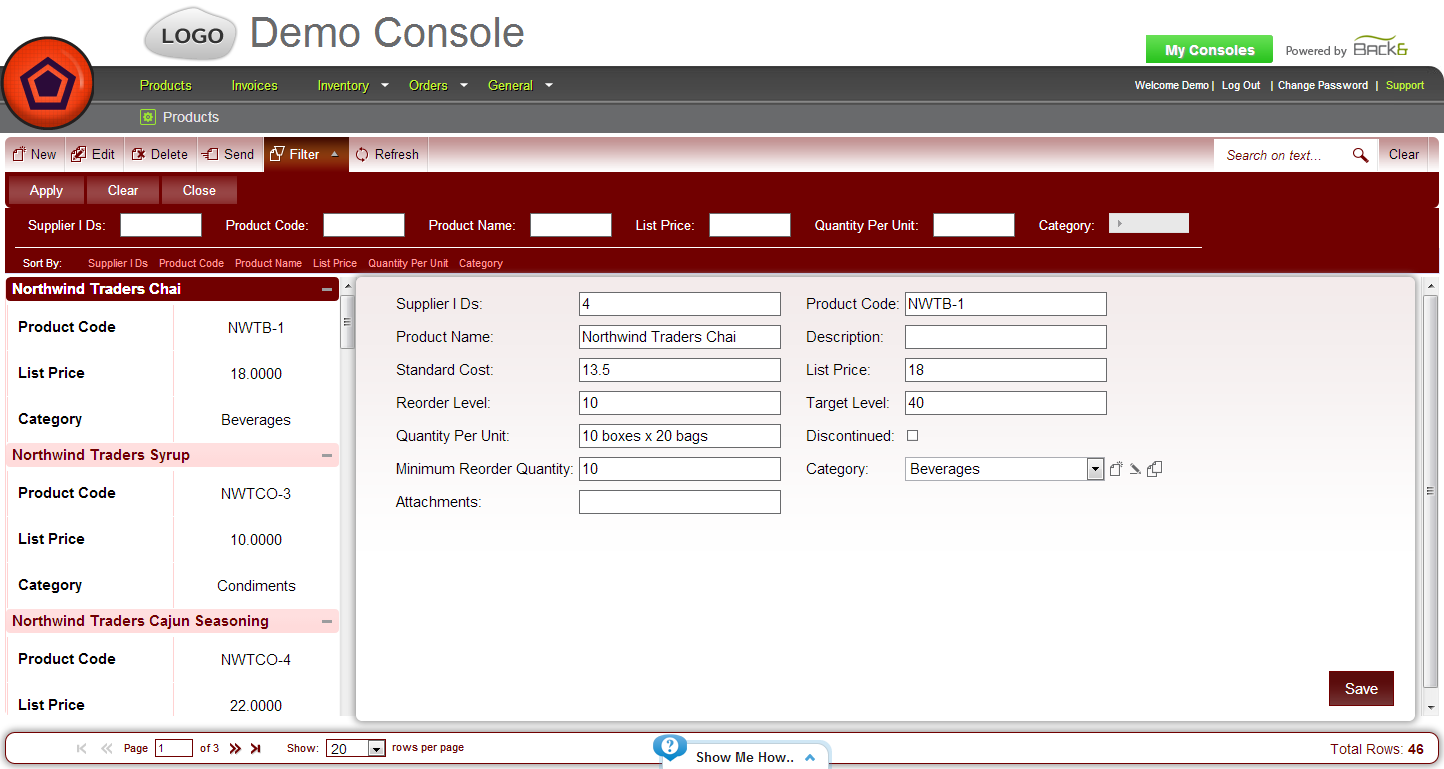 LOGO Demo Console
My Consoles Powered by BACK&
Products Invoices Inventory Orders General Welcome Demo | Log Out | Change Password | Support
Products
New Edit Delete Send Filter Refresh Search on text... Clear
Apply Clear Close
Supplier I Ds: Product Code: Product Name: List Price: Quantity Per Unit: Category:
Sort By: Supplier I Ds Product Code Product Name List Price Quantity Per Unit Category
Northwind Traders Chai
Product Code NWTB-1
List Price 18.0000
Category Beverages
Northwind Traders Syrup
Product Code NWTCO-3
List Price 10.0000
Category Condiments
Northwind Traders Cajun Seasoning
Product Code NWTCO-4
List Price 22.0000
Supplier I Ds: 4 Product Code: NWTB-1
Product Name: Northwind Traders Chai Description:
Standard Cost: 13.5 List Price: 18
Reorder Level: 10 Target Level: 40
Quantity Per Unit: 10 boxes x 20 bags Discontinued:
Minimum Reorder Quantity: 10 Category: Beverages
Attachments:
Save
Page 1 of 3 Show: 20 rows per page ? Show Me How.. Total Rows: 46